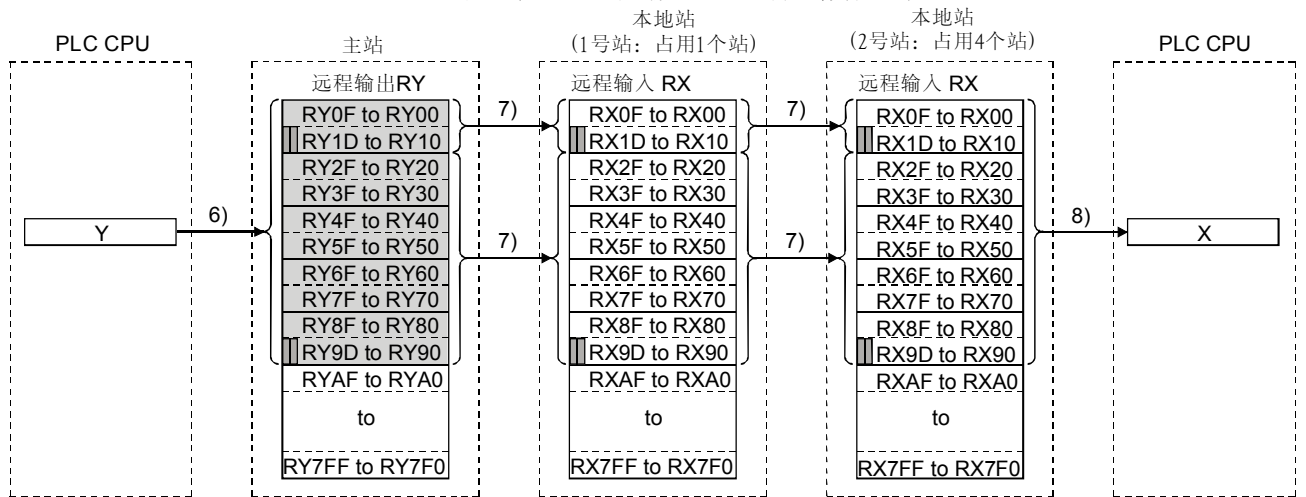 本地站
本地站
PLC CPU
主站
(1号站：占用1个站)
(2号站：占用4个站)
PLC CPU
远程输出RY
远程输入 RX
远程输入 RX
RY0F to RY00
7)
RX0F to RX00
7)
RX0F to RX00
RY1D to RY10
RX1D to RX10
RX1D to RX10
RY2F to RY20
RX2F to RX20
RX2F to RX20
RY3F to RY30
RX3F to RX30
RX3F to RX30
Y
6)
RY4F to RY40
RX4F to RX40
RX4F to RX40
8)
X
RY5F to RY50
7)
RX5F to RX50
7)
RX5F to RX50
RY6F to RY60
RX6F to RX60
RX6F to RX60
RY7F to RY70
RX7F to RX70
RX7F to RX70
RY8F to RY80
RX8F to RX80
RX8F to RX80
RY9D to RY90
RX9D to RX90
RX9D to RX90
RYAF to RYA0
RXAF to RXA0
RXAF to RXA0
to
to
to
RY7FF to RY7F0
RX7FF to RX7F0
RX7FF to RX7F0